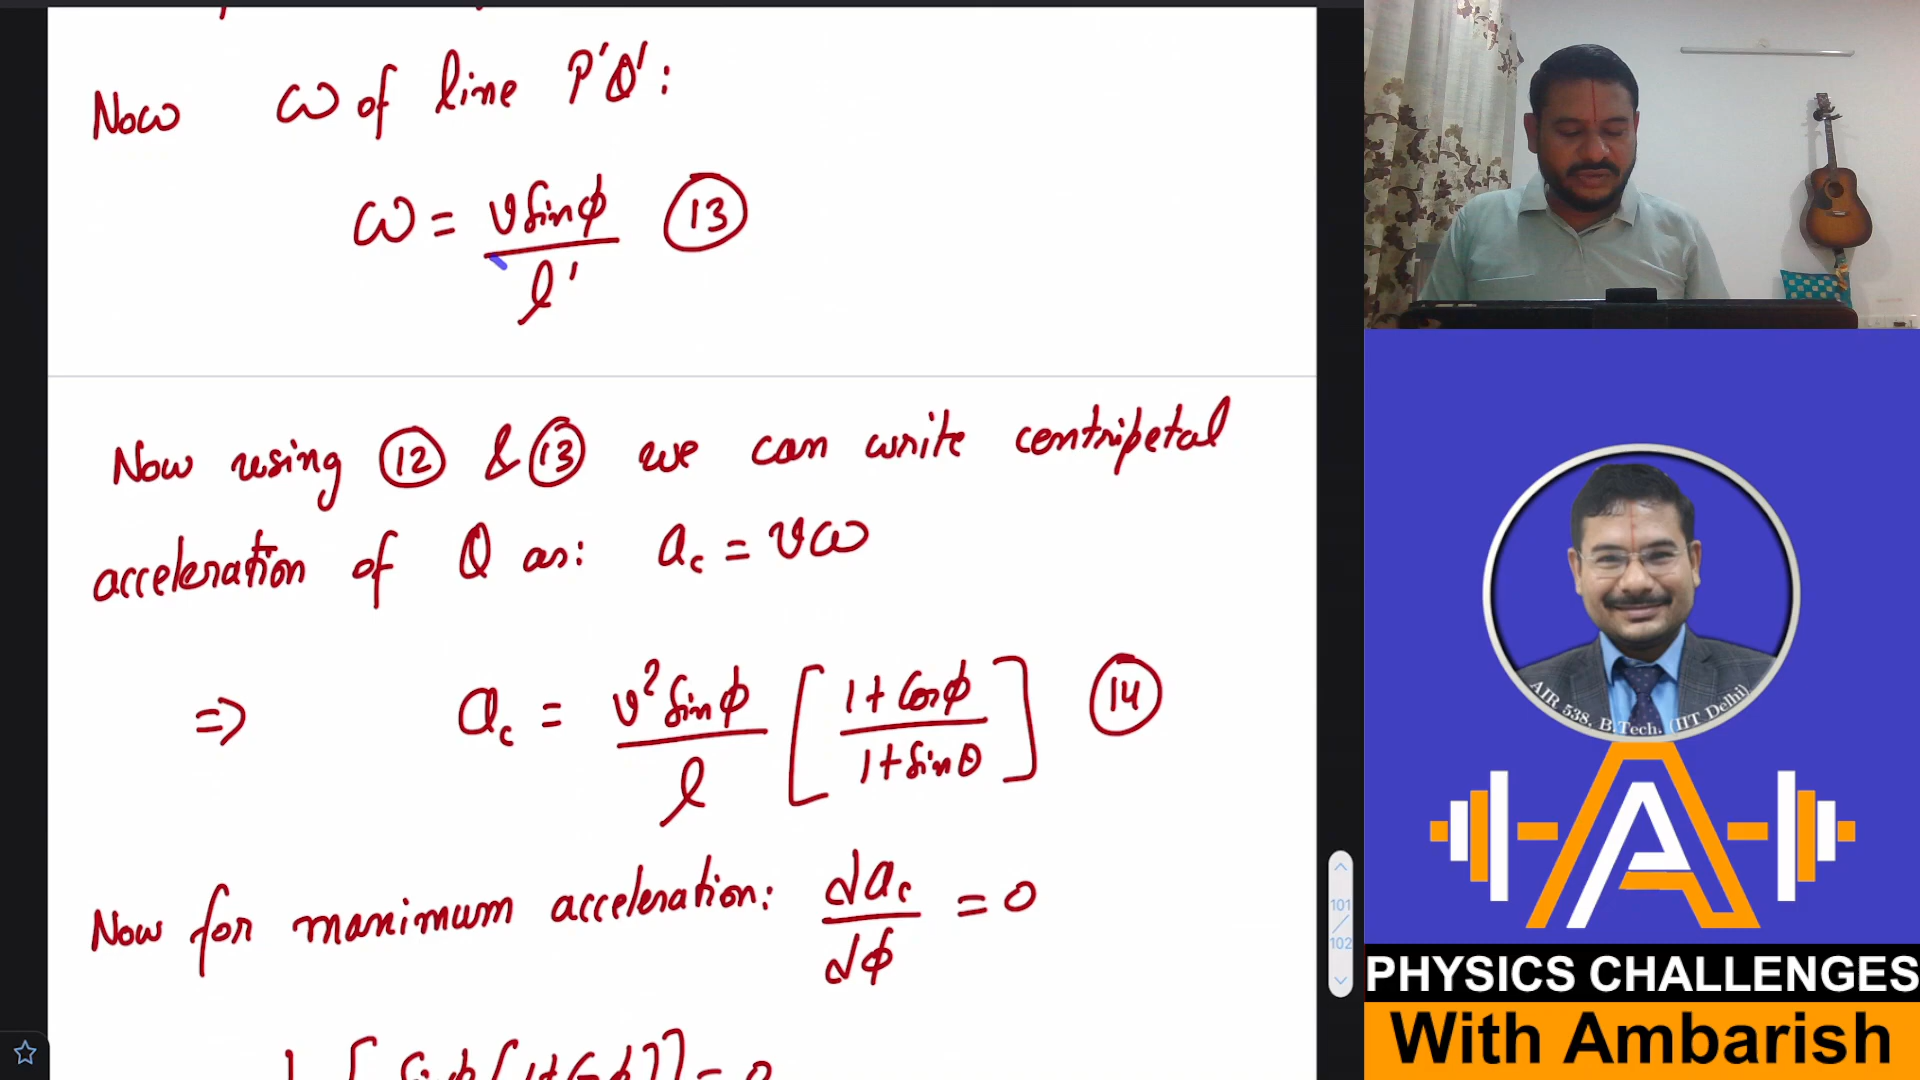 Now ω of line P'Q':
ω = v sinϕ / l' (13)
Now using (12) & (13) we can write centripetal
acceleration of Q as: a_c = vω
⇒ a_c = v² sinϕ / l [ 1 + cosϕ / 1 + sinθ ] (14)
Now for maximum acceleration: da_c / dϕ = 0
101
/
102
AIR 538, B.Tech. (IIT Delhi)
A
PHYSICS CHALLENGES
With Ambarish